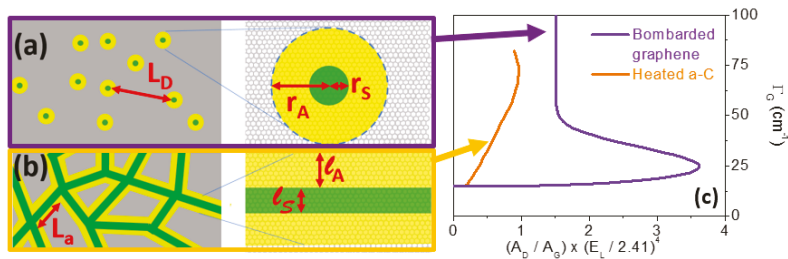 (a)
L_D
r_A
r_S
(b)
L_a
ℓ_A
ℓ_S
Bombarded
graphene
Heated a-C
100
75
50
25
0
Γ_G (cm⁻¹)
(c)
0 1 2 3 4
(A_D / A_G) x (E_L / 2.41)⁴